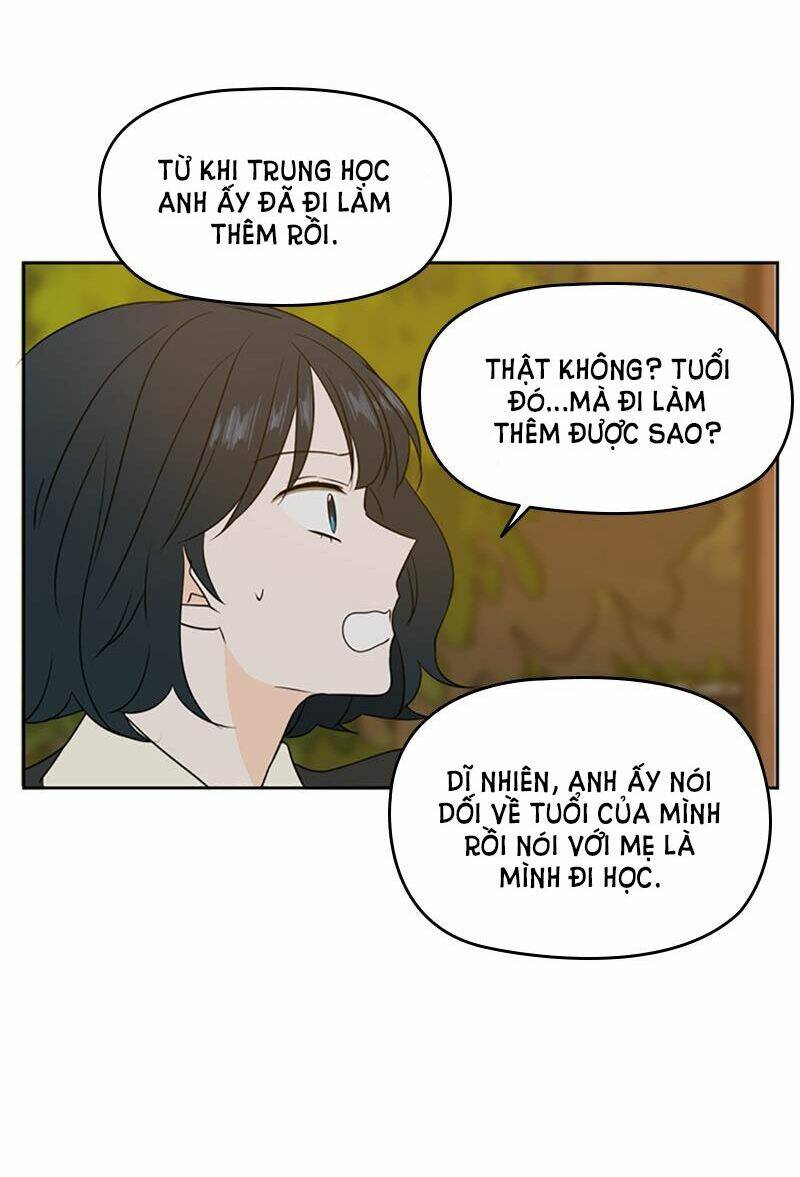 TỪ KHI TRUNG HỌC
ANH ẤY ĐÃ ĐI LÀM
THÊM RỒI.
THẬT KHÔNG? TUỔI
ĐÓ...MÀ ĐI LÀM
THÊM ĐƯỢC SAO?
DĨ NHIÊN, ANH ẤY NÓI
DỐI VỀ TUỔI CỦA MÌNH
RỒI NÓI VỚI MẸ LÀ
MÌNH ĐI HỌC.